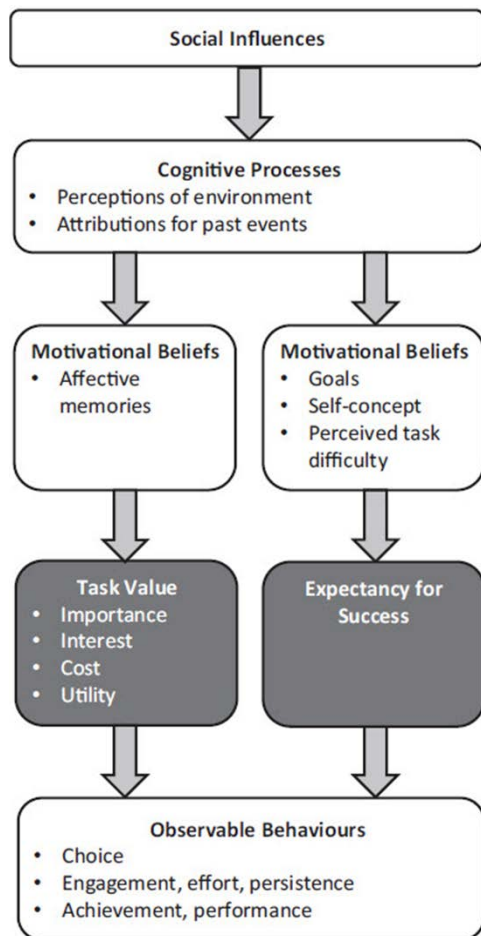 Social Influences
Cognitive Processes
• Perceptions of environment
• Attributions for past events
Motivational Beliefs
• Affective
memories
Motivational Beliefs
• Goals
• Self-concept
• Perceived task
difficulty
Task Value
• Importance
• Interest
• Cost
• Utility
Expectancy for
Success
Observable Behaviours
• Choice
• Engagement, effort, persistence
• Achievement, performance